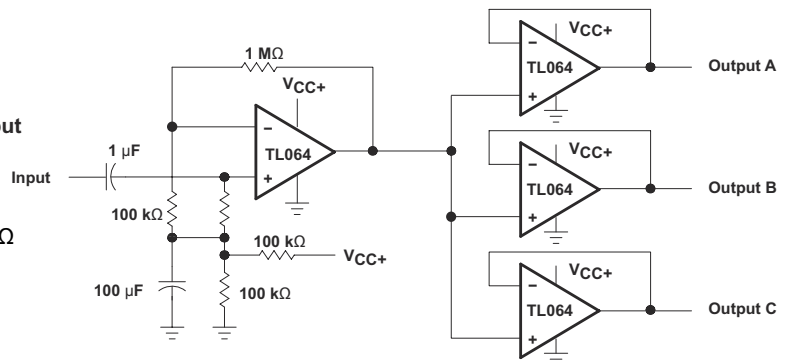 1 MΩ
VCC+
−
TL064
+
1 µF
Input
100 kΩ
100 kΩ
VCC+
100 µF
100 kΩ
Ω
VCC+
−
TL064
+
Output A
VCC+
−
TL064
+
Output B
VCC+
−
TL064
+
Output C